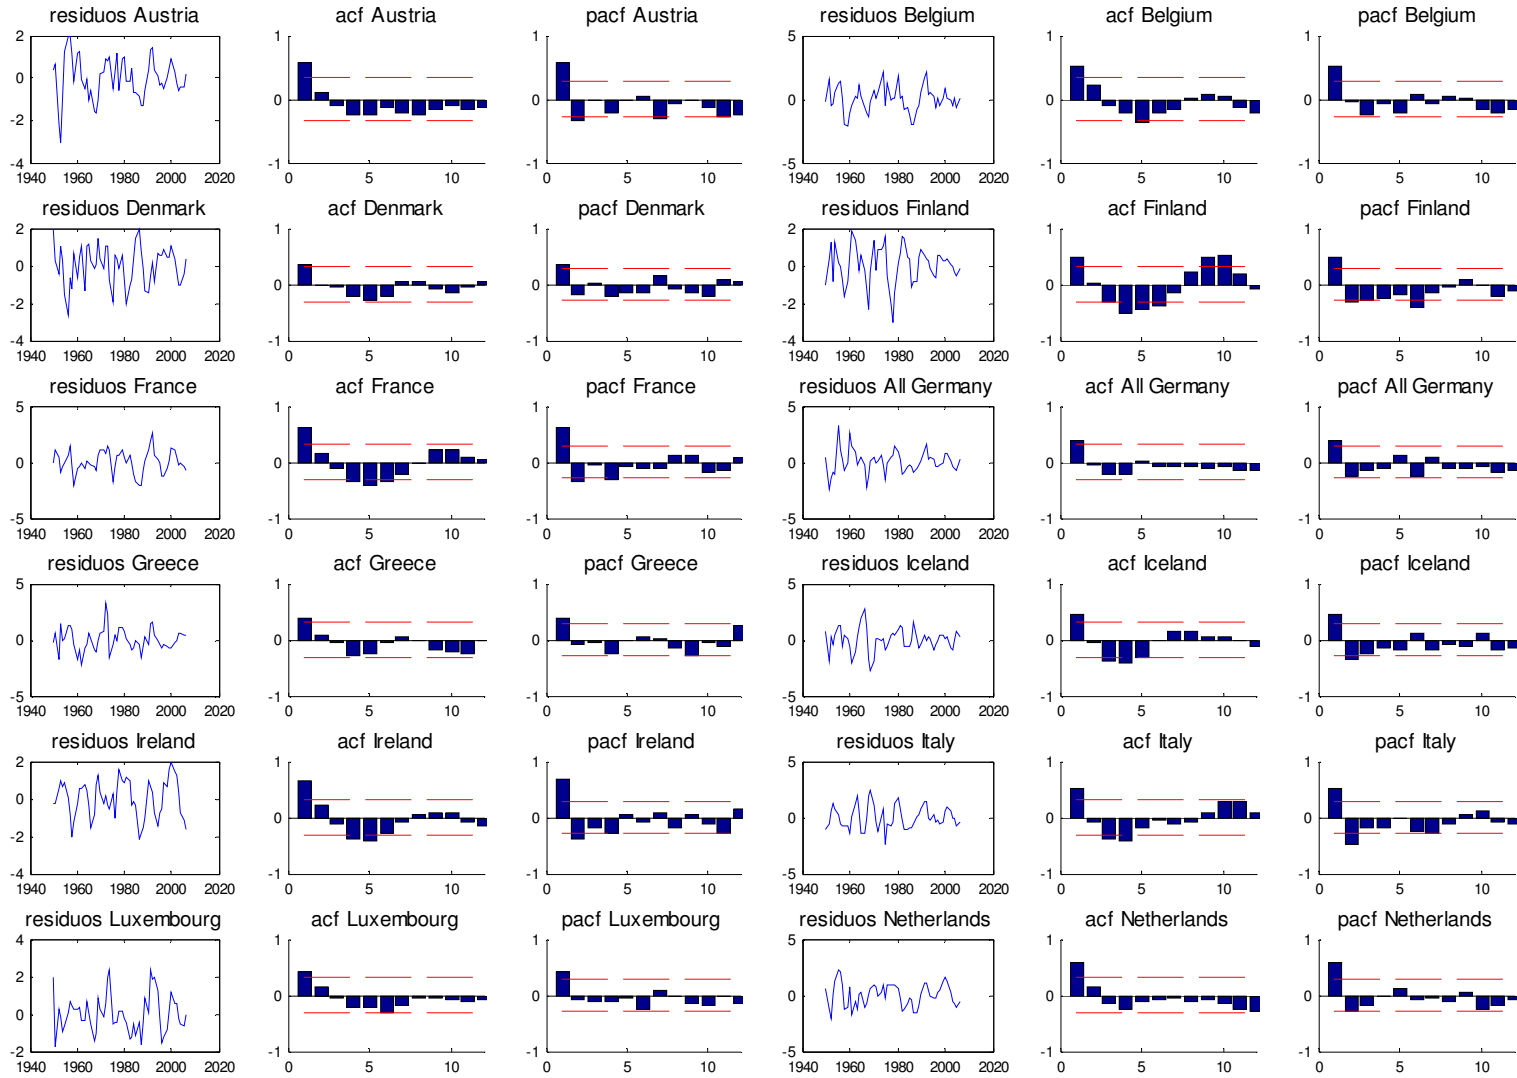 residuos Austria acf Austria pacf Austria residuos Belgium acf Belgium pacf Belgium
2 1 1 5 1 1
0 0 0 0 0 0
-2
-4 -1 -1 -5 -1 -1
1940 1960 1980 2000 2020 0 5 10 0 5 10 1940 1960 1980 2000 2020 0 5 10 0 5 10
residuos Denmark acf Denmark pacf Denmark residuos Finland acf Finland pacf Finland
2 1 1 2 1 1
0 0 0 0 0 0
-2 -2
-4 -1 -1 -4 -1 -1
1940 1960 1980 2000 2020 0 5 10 0 5 10 1940 1960 1980 2000 2020 0 5 10 0 5 10
residuos France acf France pacf France residuos All Germany acf All Germany pacf All Germany
5 1 1 5 1 1
0 0 0 0 0 0
-5 -1 -1 -5 -1 -1
1940 1960 1980 2000 2020 0 5 10 0 5 10 1940 1960 1980 2000 2020 0 5 10 0 5 10
residuos Greece acf Greece pacf Greece residuos Iceland acf Iceland pacf Iceland
5 1 1 5 1 1
0 0 0 0 0 0
-5 -1 -1 -5 -1 -1
1940 1960 1980 2000 2020 0 5 10 0 5 10 1940 1960 1980 2000 2020 0 5 10 0 5 10
residuos Ireland acf Ireland pacf Ireland residuos Italy acf Italy pacf Italy
2 1 1 5 1 1
0 0 0 0 0 0
-2
-4 -1 -1 -5 -1 -1
1940 1960 1980 2000 2020 0 5 10 0 5 10 1940 1960 1980 2000 2020 0 5 10 0 5 10
residuos Luxembourg acf Luxembourg pacf Luxembourg residuos Netherlands acf Netherlands pacf Netherlands
4 1 1 5 1 1
2
0 0 0 0 0 0
-2 -1 -1 -5 -1 -1
1940 1960 1980 2000 2020 0 5 10 0 5 10 1940 1960 1980 2000 2020 0 5 10 0 5 10